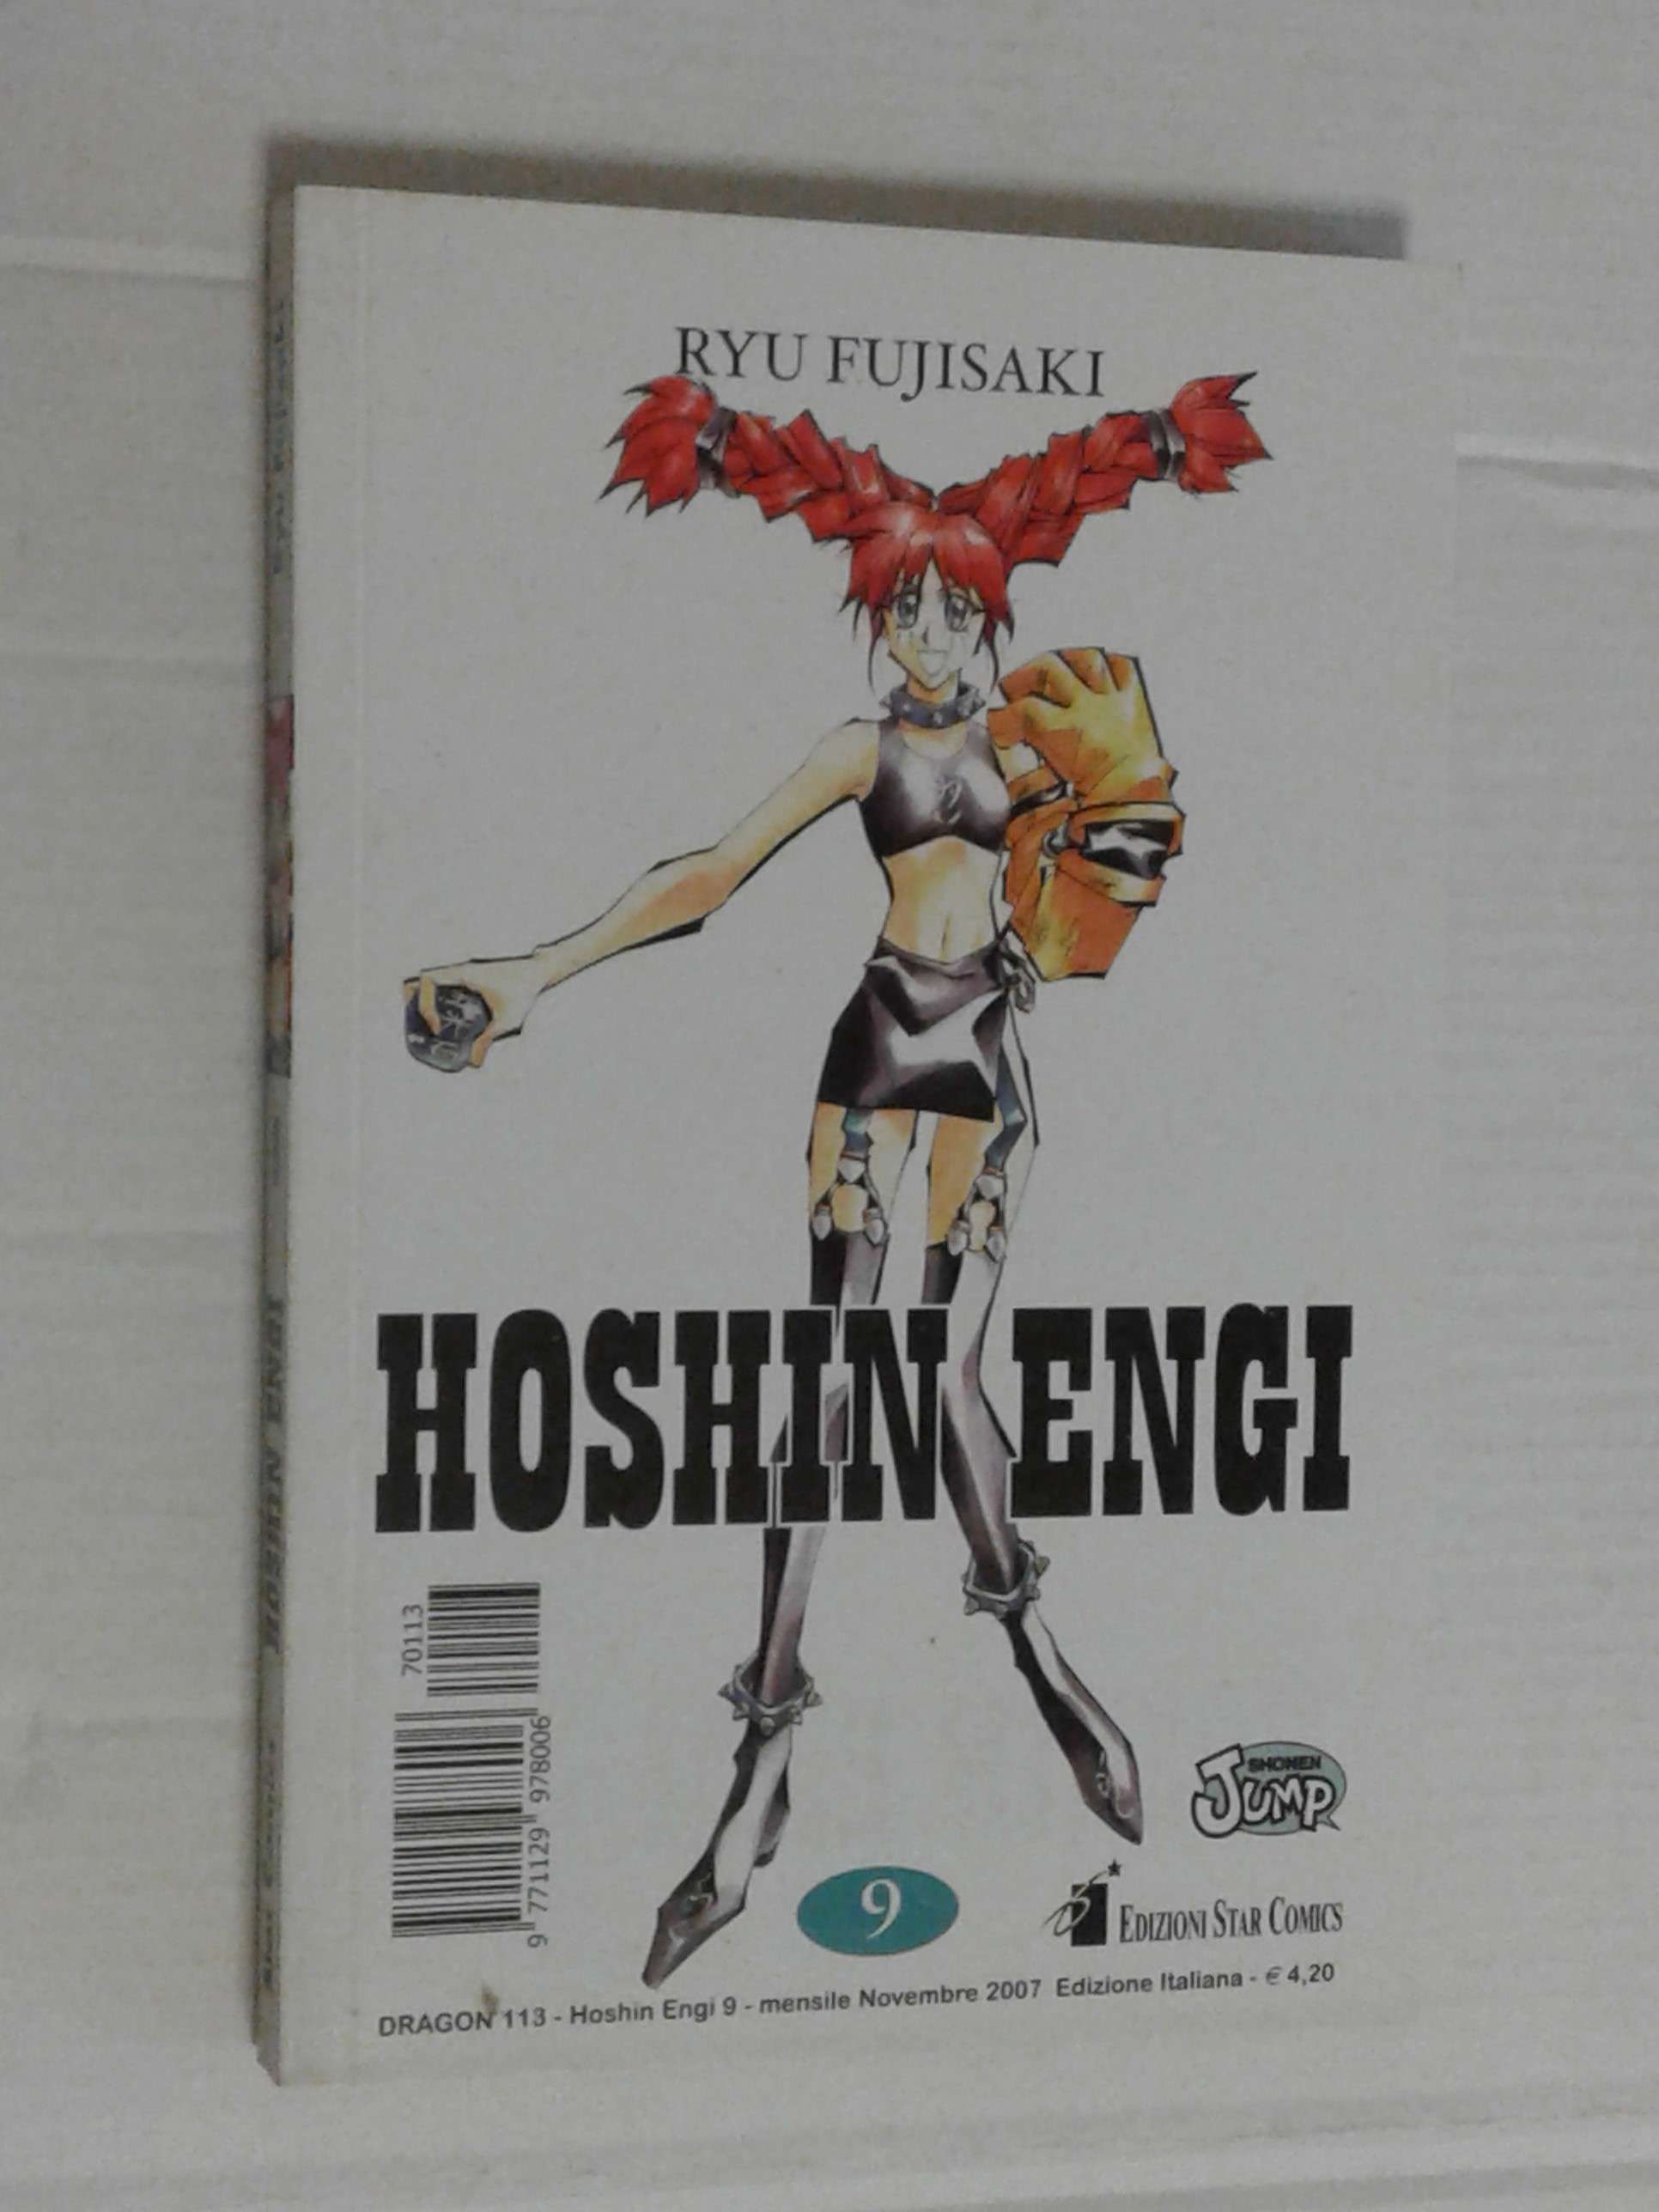 RYU FUJISAKI
HOSHIN ENGI
70113
9 771129 978006
SHONEN
JUMP
9
EDIZIONI STAR COMICS
DRAGON 113 - Hoshin Engi 9 - mensile Novembre 2007 Edizione Italiana - € 4,20